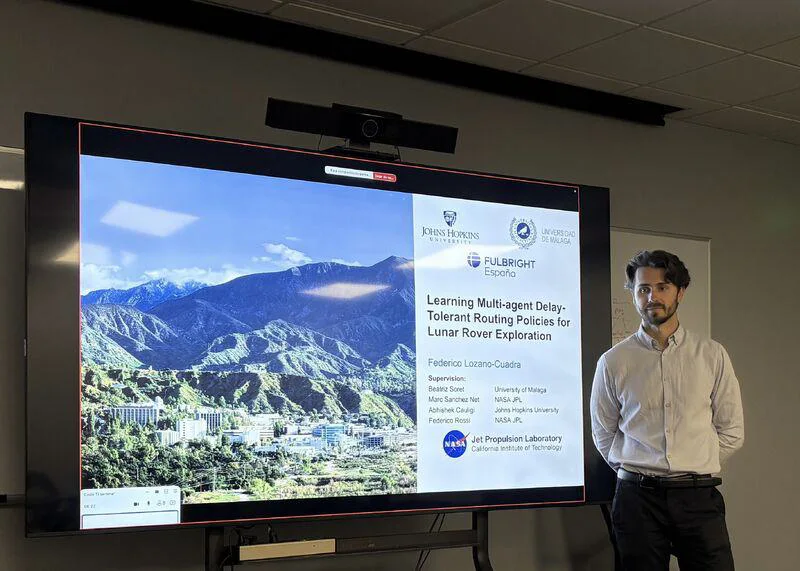 JOHNS HOPKINS
UNIVERSITY
UNIVERSIDAD
DE MÁLAGA
FULBRIGHT
España
Learning Multi-agent Delay-
Tolerant Routing Policies for
Lunar Rover Exploration
Federico Lozano-Cuadra
Supervision:
Beatriz Soret University of Malaga
Marc Sanchez Net NASA JPL
Abhishek Cauligi Johns Hopkins University
Federico Rossi NASA JPL
NASA
Jet Propulsion Laboratory
California Institute of Technology